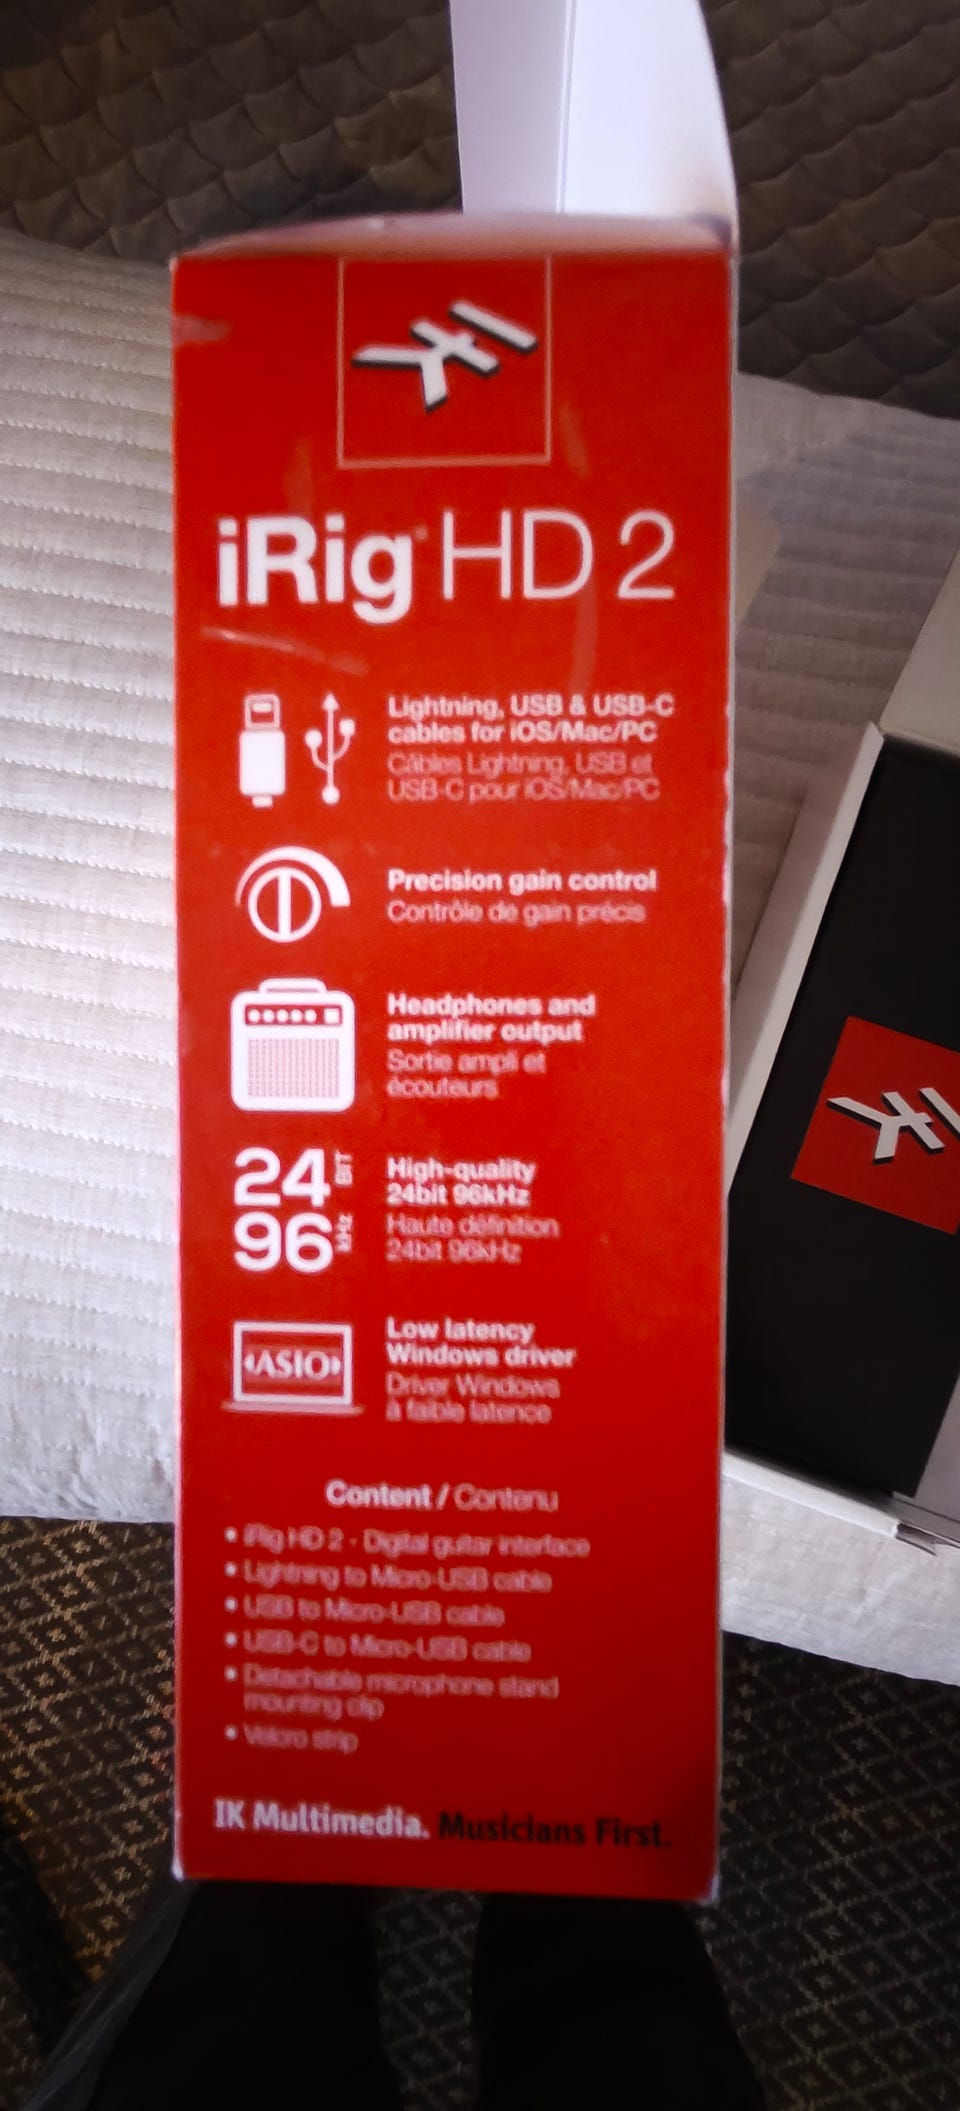 IK
iRig HD 2
Lightning, USB & USB-C
cables for iOS/Mac/PC
Câbles Lightning, USB et
USB-C pour iOS/Mac/PC
Precision gain control
Contrôle de gain précis
Headphones and
amplifier output
Sortie ampli et
écouteurs
24 BIT
96 kHz
High-quality
24bit 96kHz
Haute définition
24bit 96kHz
ASIO
Low latency
Windows driver
Driver Windows
à faible latence
Content / Contenu
• iRig HD 2 - Digital guitar interface
• Lightning to Micro-USB cable
• USB to Micro-USB cable
• USB-C to Micro-USB cable
• Detachable microphone stand
mounting clip
• Velcro strip
IK Multimedia. Musicians First.
IK